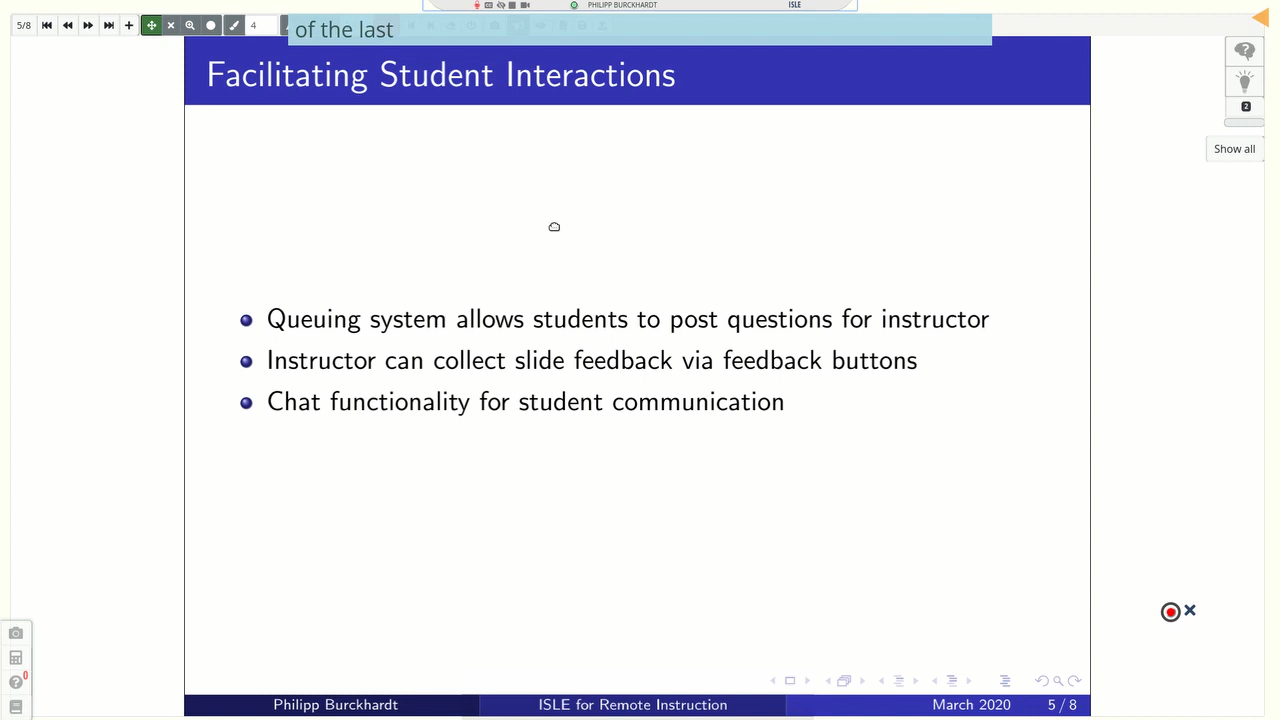 PHILIPP BURCKHARDT
ISLE
5/8
4
of the last
Facilitating Student Interactions
2
Show all
Queuing system allows students to post questions for instructor
Instructor can collect slide feedback via feedback buttons
Chat functionality for student communication
0
Philipp Burckhardt
ISLE for Remote Instruction
March 2020
5 / 8